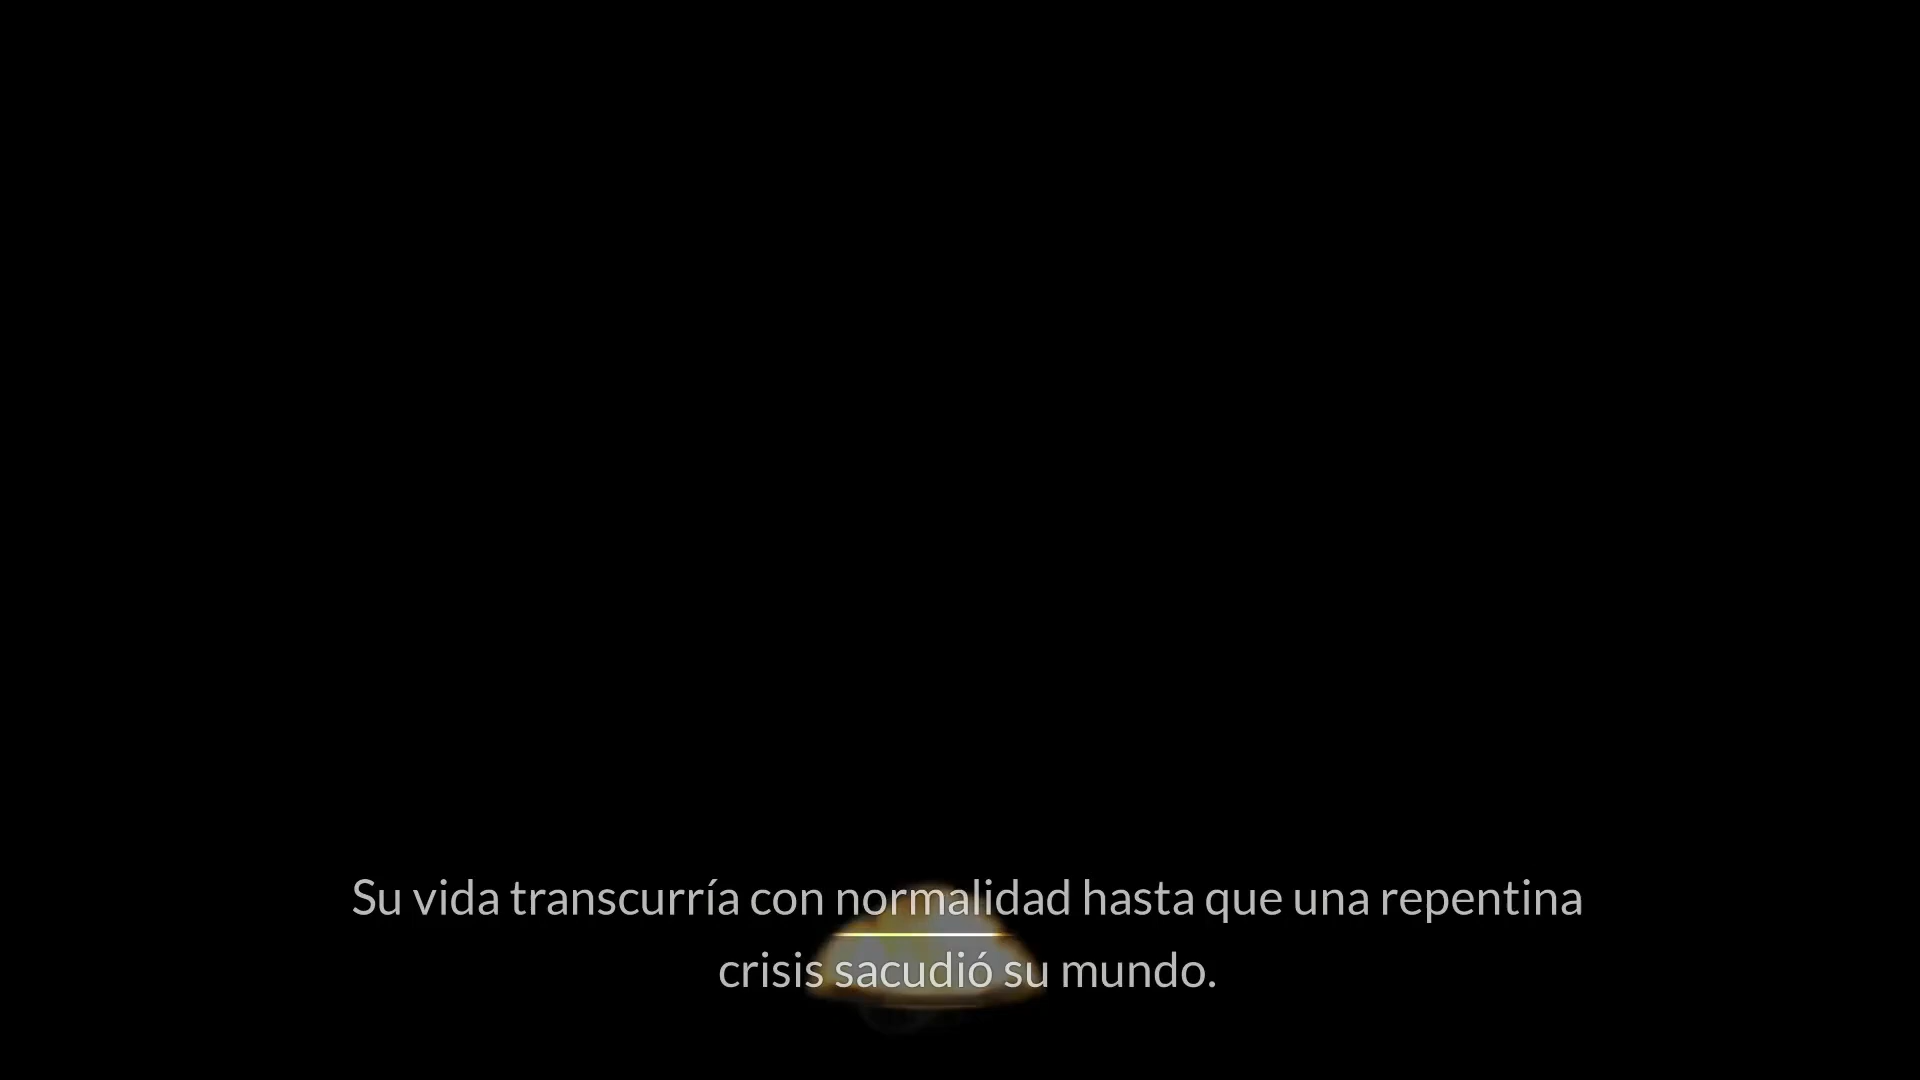 Su vida transcurría con normalidad hasta que una repentina
crisis sacudió su mundo.